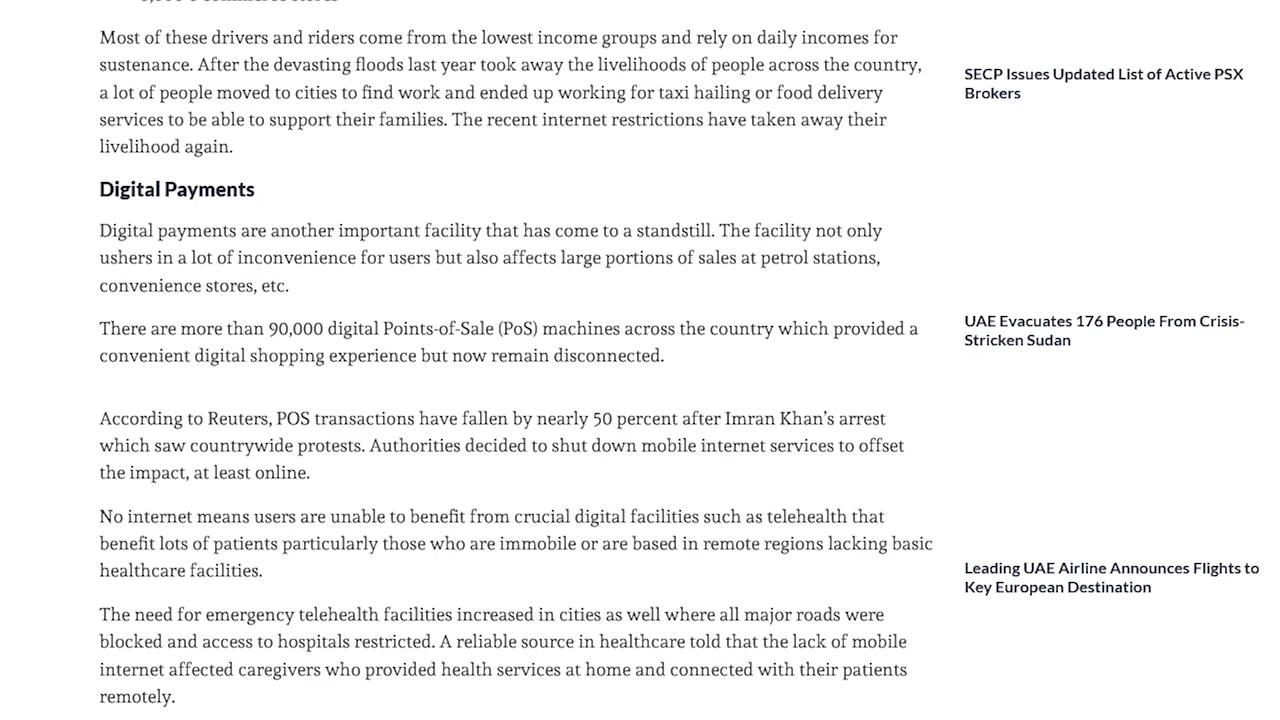 Most of these drivers and riders come from the lowest income groups and rely on daily incomes for
sustenance. After the devasting floods last year took away the livelihoods of people across the country,
a lot of people moved to cities to find work and ended up working for taxi hailing or food delivery
services to be able to support their families. The recent internet restrictions have taken away their
livelihood again.
Digital Payments
Digital payments are another important facility that has come to a standstill. The facility not only
ushers in a lot of inconvenience for users but also affects large portions of sales at petrol stations,
convenience stores, etc.
There are more than 90,000 digital Points-of-Sale (PoS) machines across the country which provided a
convenient digital shopping experience but now remain disconnected.
According to Reuters, POS transactions have fallen by nearly 50 percent after Imran Khan’s arrest
which saw countrywide protests. Authorities decided to shut down mobile internet services to offset
the impact, at least online.
No internet means users are unable to benefit from crucial digital facilities such as telehealth that
benefit lots of patients particularly those who are immobile or are based in remote regions lacking basic
healthcare facilities.
The need for emergency telehealth facilities increased in cities as well where all major roads were
blocked and access to hospitals restricted. A reliable source in healthcare told that the lack of mobile
internet affected caregivers who provided health services at home and connected with their patients
remotely.
SECP Issues Updated List of Active PSX
Brokers
UAE Evacuates 176 People From Crisis-
Stricken Sudan
Leading UAE Airline Announces Flights to
Key European Destination